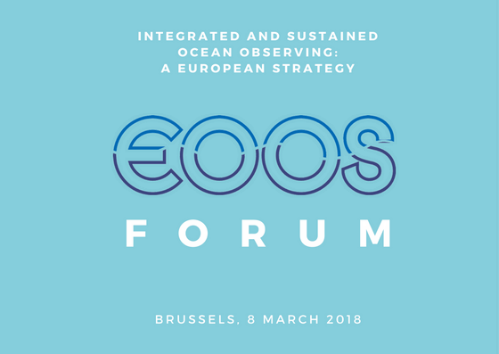 INTEGRATED AND SUSTAINED
OCEAN OBSERVING:
A EUROPEAN STRATEGY
EOOS
FORUM
BRUSSELS, 8 MARCH 2018